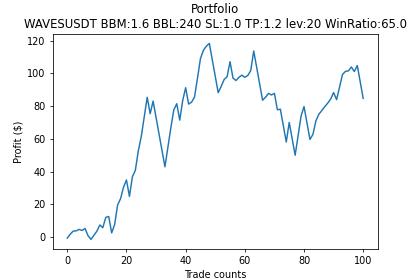 Portfolio
WAVESUSDT BBM:1.6 BBL:240 SL:1.0 TP:1.2 lev:20 WinRatio:65.0
120
100
80
60
40
20
0
Profit ($)
0 20 40 60 80 100
Trade counts